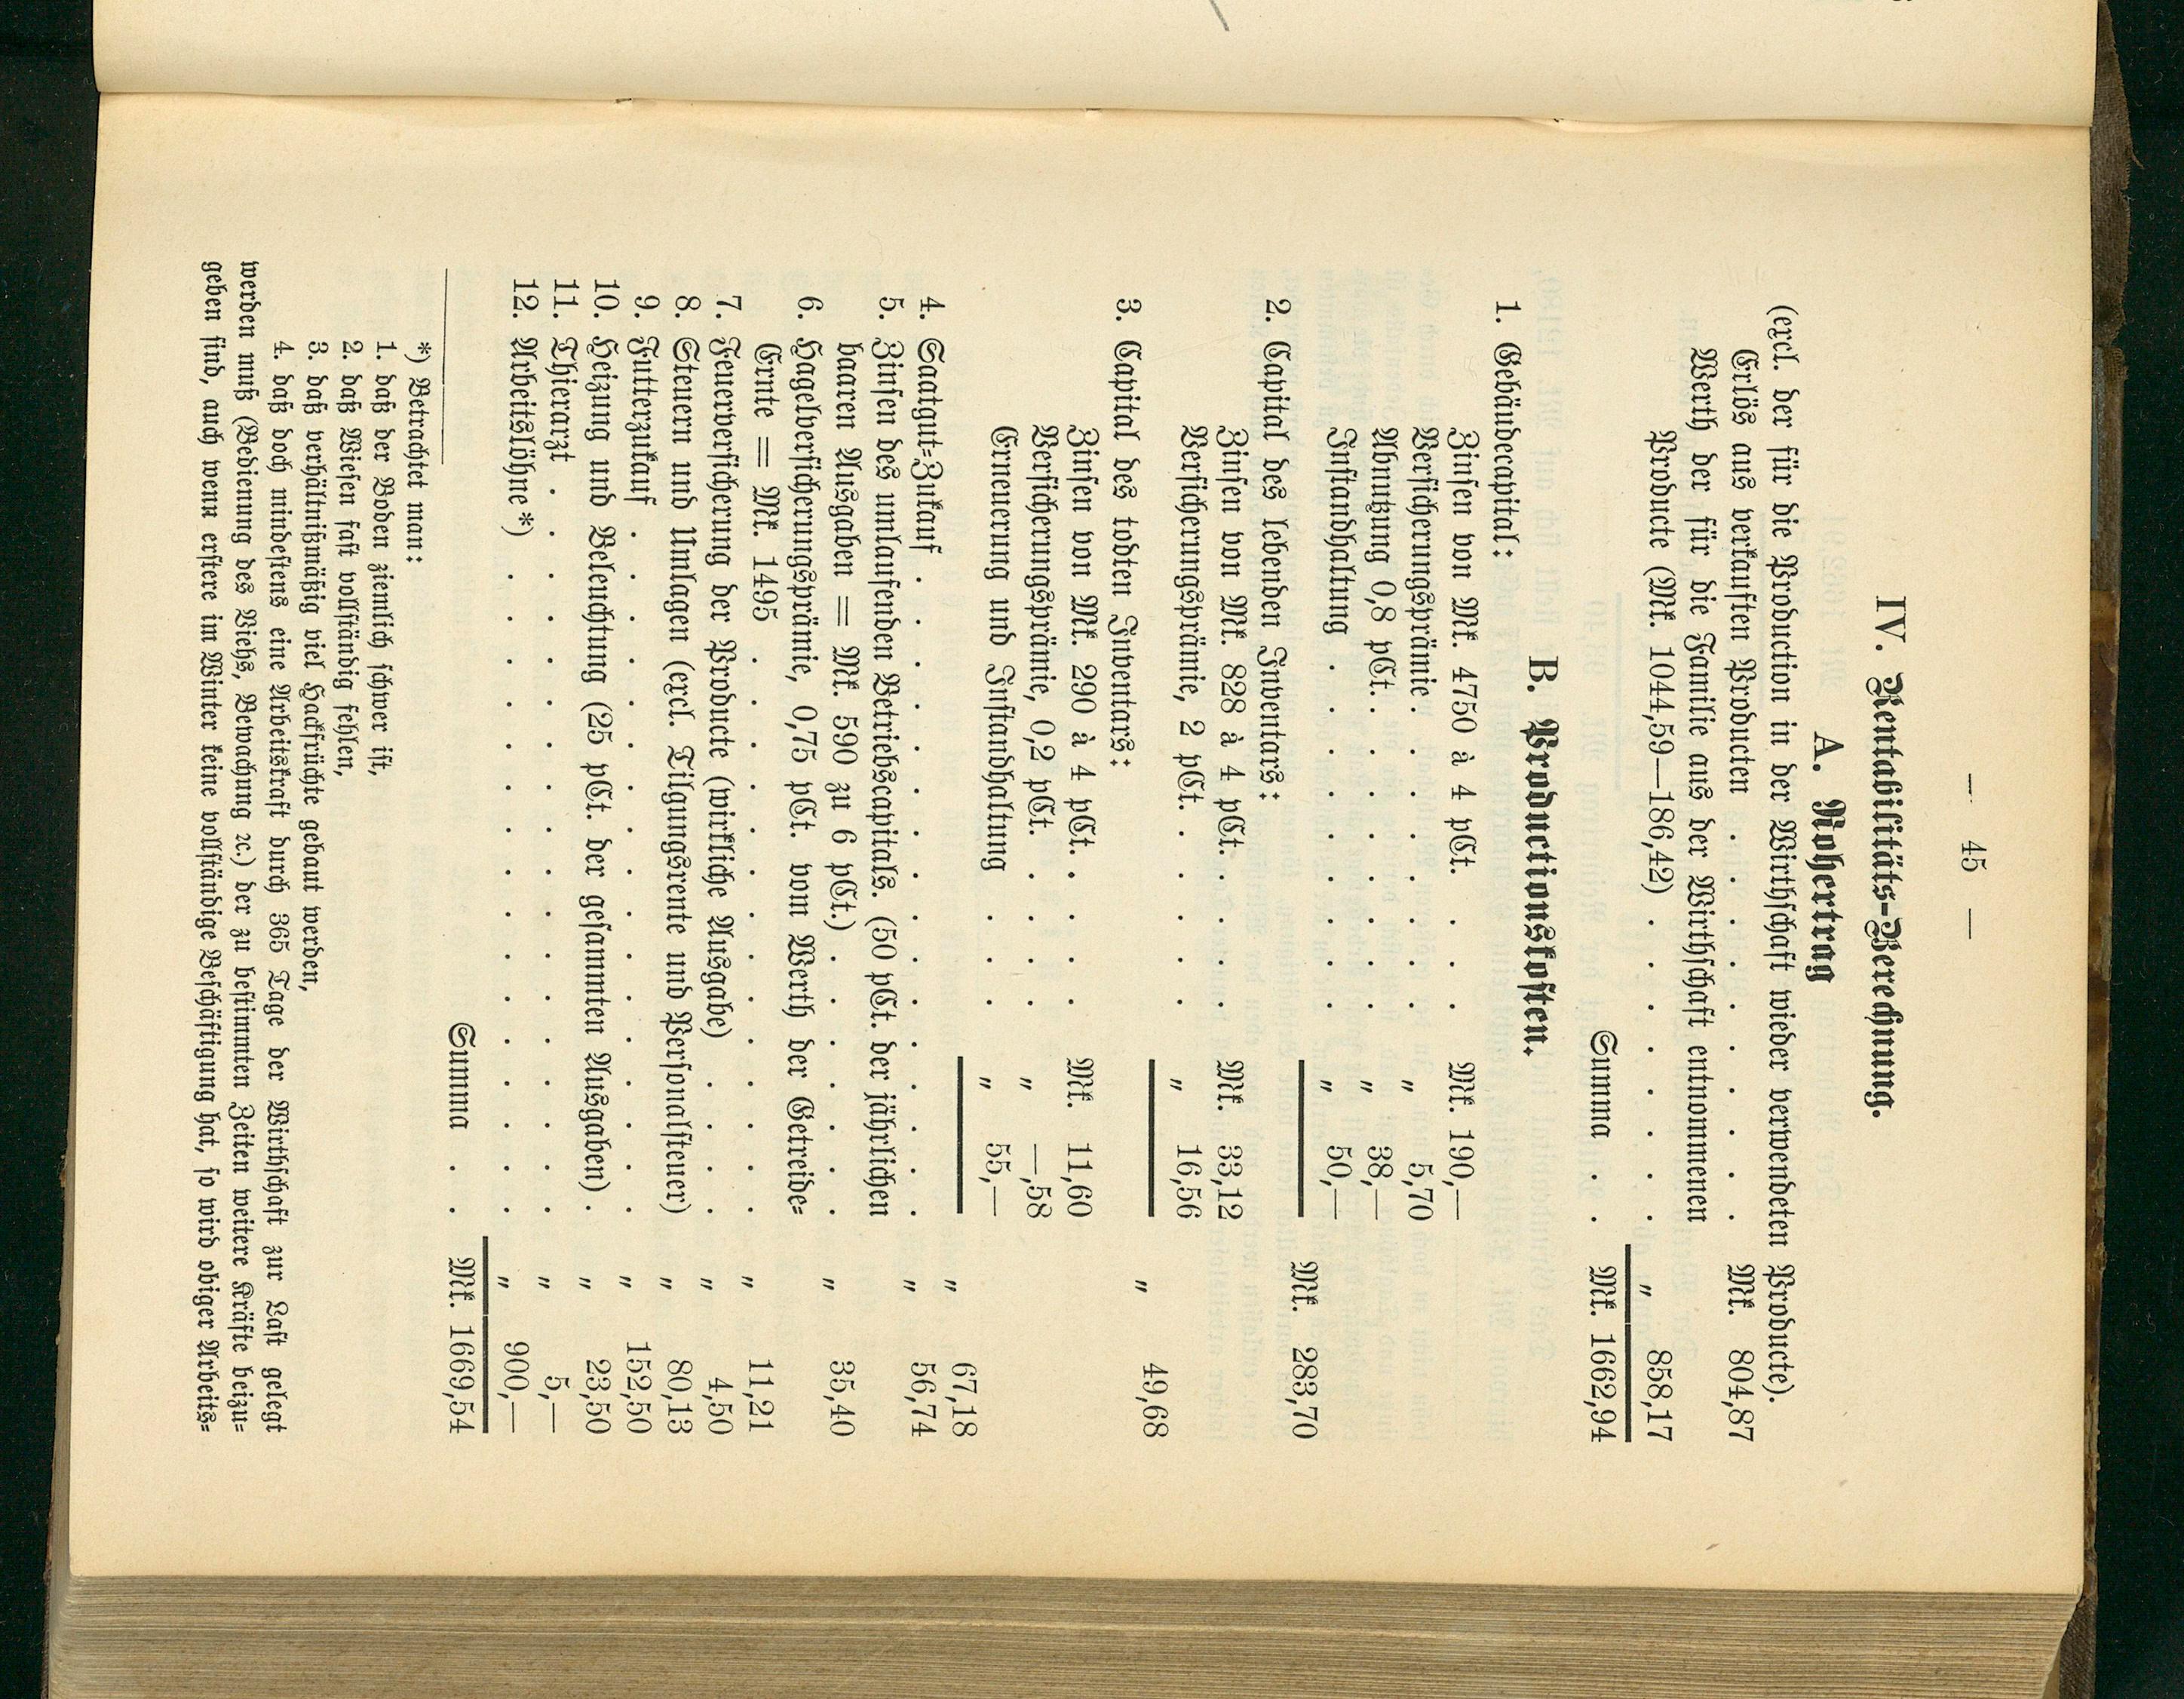 — 45 —
IV. Rentabilitäts-Berechnung.
A. Rohertrag
(excl. der für die Production in der Wirthschaft wieder verwendeten Producte).
Erlös aus verkauften Producten . . . . . . Mk. 804,87
Werth der für die Familie aus der Wirthschaft entnommenen
Producte (Mk. 1044,59—186,42) . . . . . . . . „ 858,17
Summa . . Mk. 1662,94
B. Productionskosten.
1. Gebäudecapital:
Zinsen von Mk. 4750 à 4 pCt. . . . Mk. 190,—
Versicherungsprämie . . . . . „ 5,70
Abnutzung 0,8 pCt. . . . . . „ 38,—
Instandhaltung . . . . . . „ 50,—
Mk. 283,70
2. Capital des lebenden Inventars:
Zinsen von Mk. 828 à 4 pCt. . . . Mk. 33,12
Versicherungsprämie, 2 pCt. . . . . „ 16,56
„ 49,68
3. Capital des todten Inventars:
Zinsen von Mk. 290 à 4 pCt. . . . . Mk. 11,60
Versicherungsprämie, 0,2 pCt. . . . . „ —,58
Erneuerung und Instandhaltung . . . „ 55,—
„ 67,18
4. Saatgut-Zukauf . . . . . . . . . . . . . . . . „ 56,74
5. Zinsen des umlaufenden Betriebscapitals. (50 pCt. der jährlichen
baaren Ausgaben = Mk. 590 zu 6 pCt.) . . . . . . . „ 35,40
6. Hagelversicherungsprämie, 0,75 pCt. vom Werth der Getreide-
Ernte = Mk. 1495 . . . . . . . . . . . . . . „ 11,21
7. Feuerversicherung der Producte (wirkliche Ausgabe) . . . . „ 4,50
8. Steuern und Umlagen (excl. Tilgungsrente und Personalsteuer) „ 80,13
9. Futterzukauf . . . . . . . . . . . . . . . . . „ 152,50
10. Heizung und Beleuchtung (25 pCt. der gesammten Ausgaben) . „ 23,50
11. Thierarzt . . . . . . . . . . . . . . . . . . „ 5,—
12. Arbeitslöhne*) . . . . . . . . . . . . . . . . „ 900,—
Summa . . Mk. 1669,54
*) Betrachtet man:
1. daß der Boden ziemlich schwer ist,
2. daß Wiesen fast vollständig fehlen,
3. daß verhältnißmäßig viel Hackfrüchte gebaut werden,
4. daß doch mindestens eine Arbeitskraft durch 365 Tage der Wirthschaft zur Last gelegt
werden muß (Bedienung des Viehs, Bewachung ꝛc.) der zu bestimmten Zeiten weitere Kräfte beizu-
geben sind, auch wenn erstere im Winter keine vollständige Beschäftigung hat, so wird obiger Arbeits-